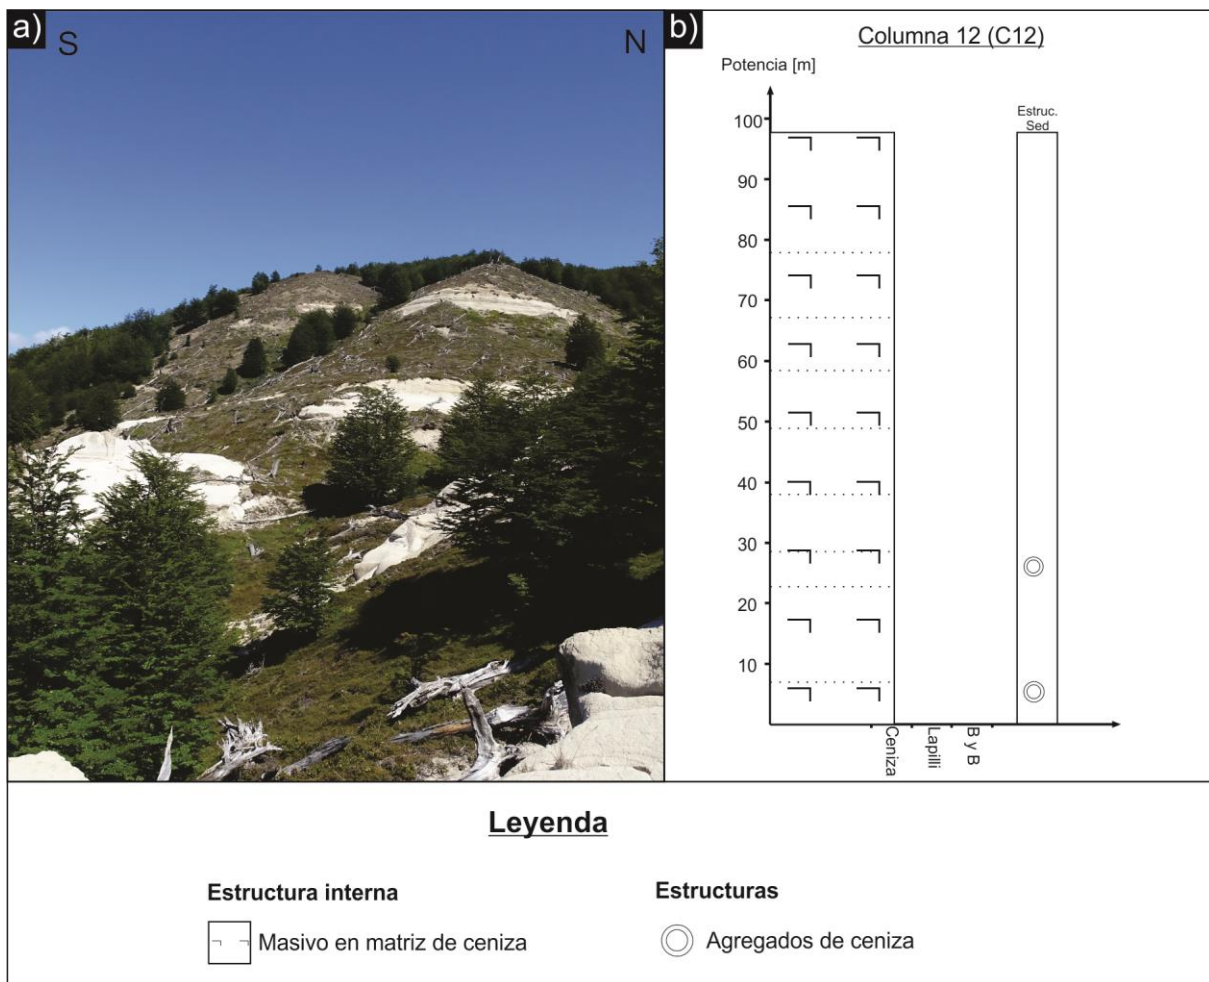 a)
S
N
b)
Columna 12 (C12)
Potencia [m]
Estruc.
Sed
100
90
80
70
60
50
40
30
20
10
Ceniza
Lapilli
B y B
Leyenda
Estructura interna
Masivo en matriz de ceniza
Estructuras
Agregados de ceniza